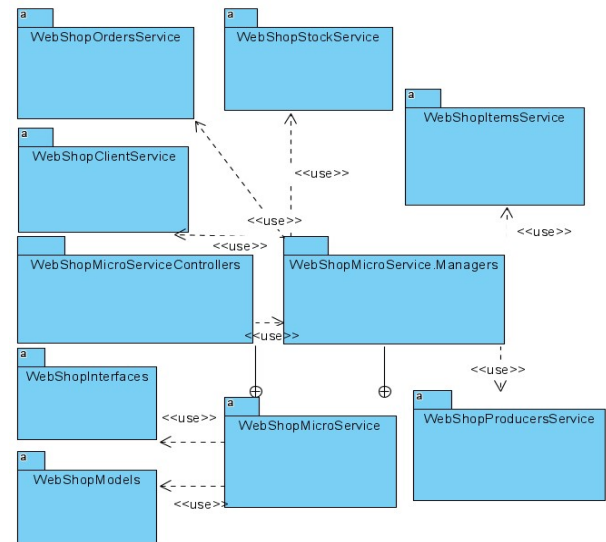 a
WebShopOrdersService
a
WebShopStockService
a
WebShopItemsService
a
WebShopClientService
<<use>>
<<use>>
<<use>>
<<use>>
a
WebShopMicroServiceControllers
a
WebShopMicroService.Managers
<<use>>
<<use>>
a
WebShopInterfaces
a
WebShopMicroService
a
WebShopProducersService
<<use>>
a
WebShopModels
<<use>>